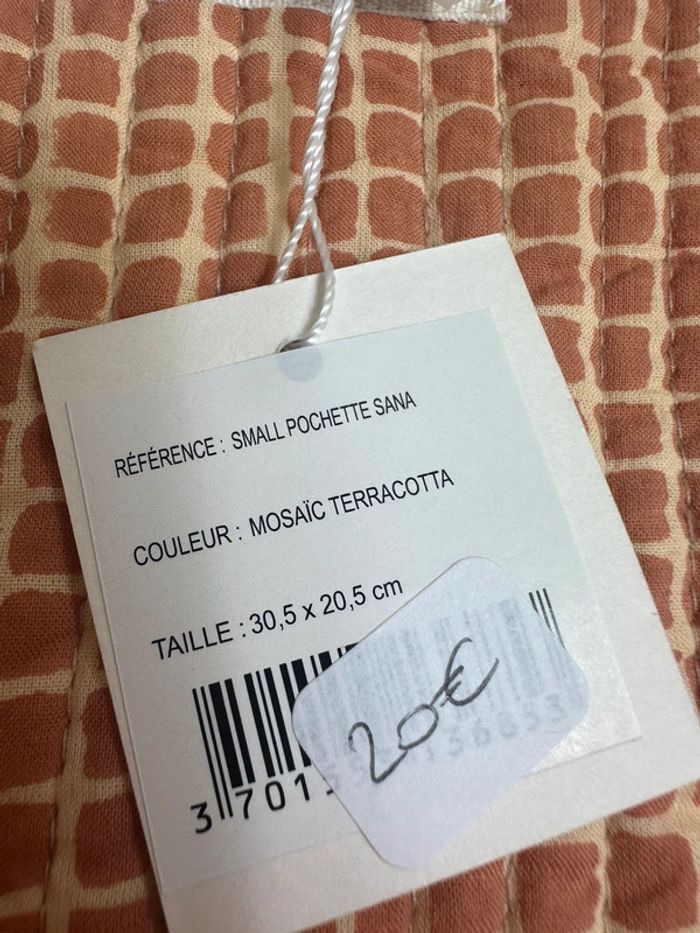 RÉFÉRENCE : SMALL POCHETTE SANA
COULEUR : MOSAÏC TERRACOTTA
TAILLE : 30,5 x 20,5 cm
20€